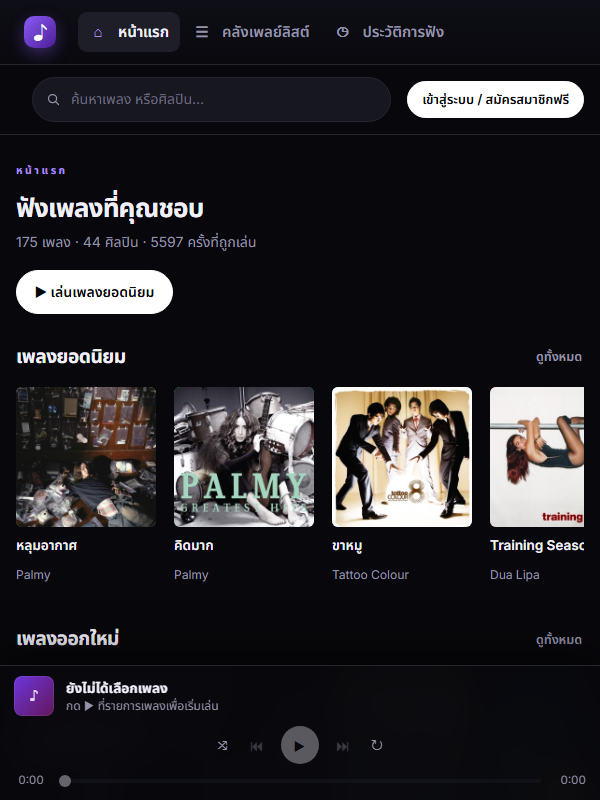 หน้าแรก
คลังเพลย์ลิสต์
ประวัติการฟัง
ค้นหาเพลง หรือศิลปิน...
เข้าสู่ระบบ / สมัครสมาชิกฟรี
หน้าแรก
ฟังเพลงที่คุณชอบ
175 เพลง · 44 ศิลปิน · 5597 ครั้งที่ถูกเล่น
▶ เล่นเพลงยอดนิยม
เพลงยอดนิยม
ดูทั้งหมด
PALMY
GREATEST HITS
tattoo
COLOUR
8
training
หลุมอากาศ
คิดมาก
ขาหมู
Training Seaso
Palmy
Palmy
Tattoo Colour
Dua Lipa
เพลงออกใหม่
ดูทั้งหมด
ยังไม่ได้เลือกเพลง
กด ▶ ที่รายการเพลงเพื่อเริ่มเล่น
0:00
0:00